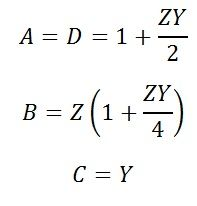 A = D = 1 + ZY/2
B = Z(1 + ZY/4)
C = Y